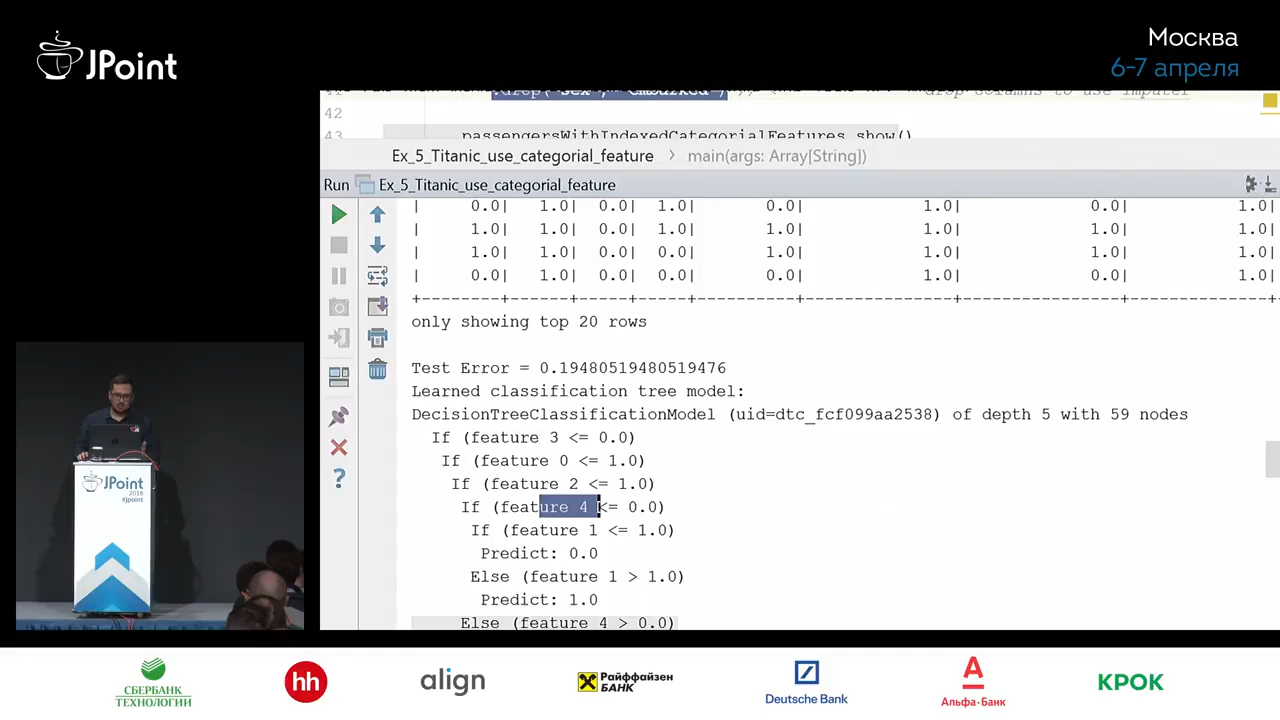 JPoint
Москва
6-7 апреля
41
42
43
passengersWithIndexedCategorialFeatures.show()
Ex_5_Titanic_use_categorial_feature
main(args: Array[String])
Run
Ex_5_Titanic_use_categorial_feature
| 0.0| 1.0| 0.0| 1.0| 0.0| 1.0| 0.0| 1.0|
| 1.0| 1.0| 0.0| 1.0| 1.0| 1.0| 1.0| 1.0|
| 1.0| 1.0| 0.0| 0.0| 1.0| 1.0| 1.0| 1.0|
| 0.0| 1.0| 0.0| 0.0| 0.0| 1.0| 0.0| 1.0|
+--------+------+-----+-----+----------+---------------+----------------+--------------+
only showing top 20 rows
Test Error = 0.19480519480519476
Learned classification tree model:
DecisionTreeClassificationModel (uid=dtc_fcf099aa2538) of depth 5 with 59 nodes
If (feature 3 <= 0.0)
If (feature 0 <= 1.0)
If (feature 2 <= 1.0)
If (feature 4 <= 0.0)
If (feature 1 <= 1.0)
Predict: 0.0
Else (feature 1 > 1.0)
Predict: 1.0
Else (feature 4 > 0.0)
JPoint
2018
#jpoint
СБЕРБАНК
ТЕХНОЛОГИИ
hh
align
Райффайзен
БАНК
Deutsche Bank
А
Альфа·Банк
КРОК